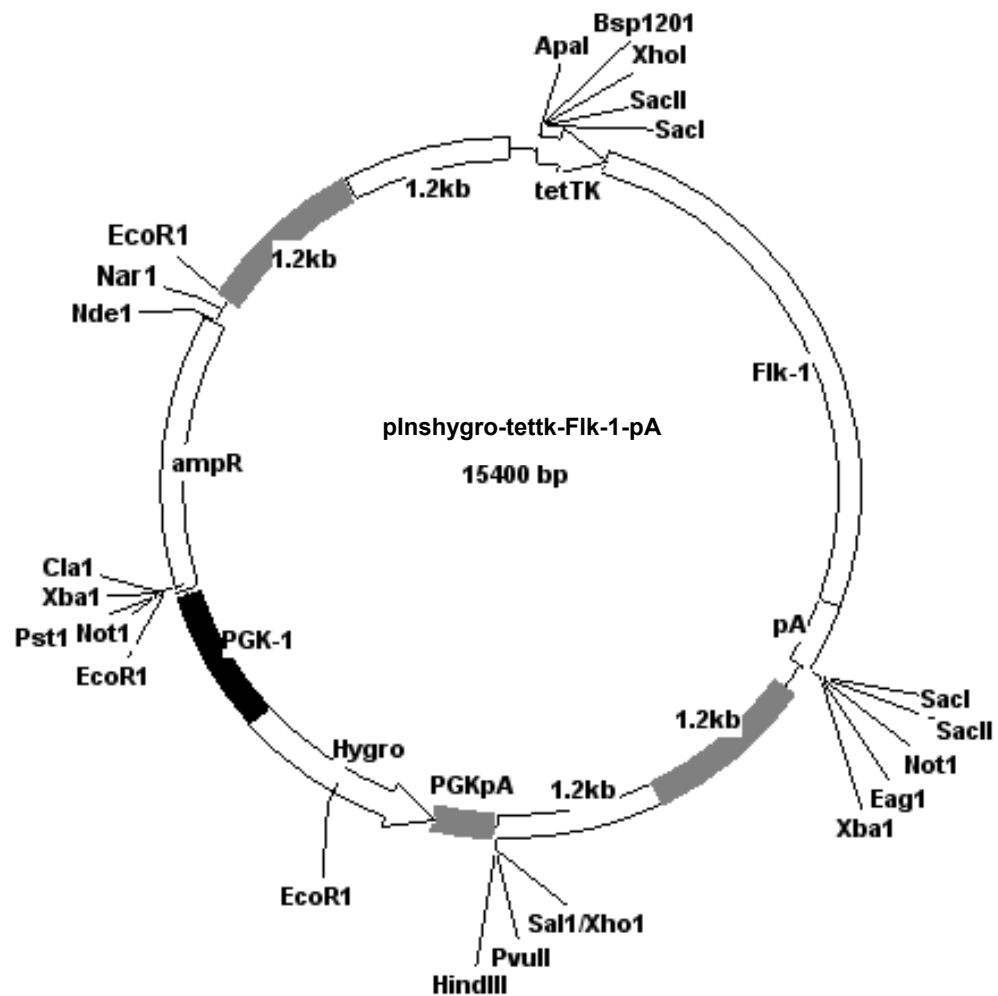 Bsp1201
ApaI
XhoI
SacII
SacI
1.2kb
tetTK
EcoR1
1.2kb
Nar1
Nde1
Flk-1
pInshygro-tettk-Flk-1-pA
15400 bp
ampR
Cla1
Xba1
Pst1 Not1
EcoR1
PGK-1
pA
SacI
SacII
Not1
Eag1
Xba1
1.2kb
Hygro
PGKpA
1.2kb
EcoR1
Sal1/Xho1
PvuII
HindIII